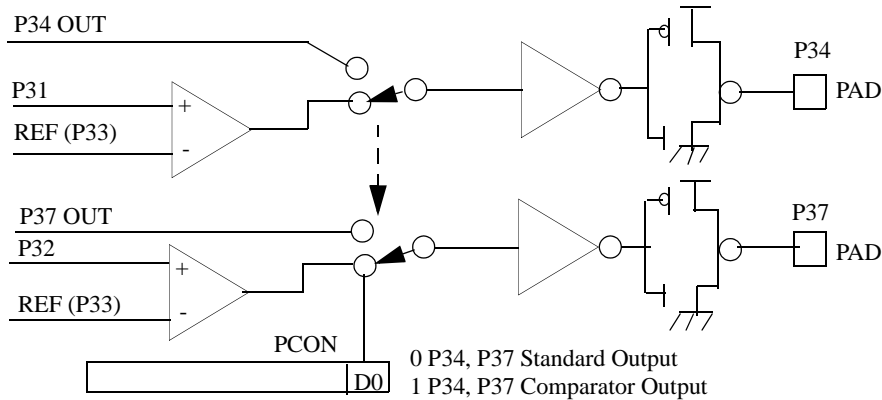 P34 OUT
P31
+
REF (P33)
-
P34
PAD
P37 OUT
P32
+
REF (P33)
-
P37
PAD
PCON
D0
0 P34, P37 Standard Output
1 P34, P37 Comparator Output